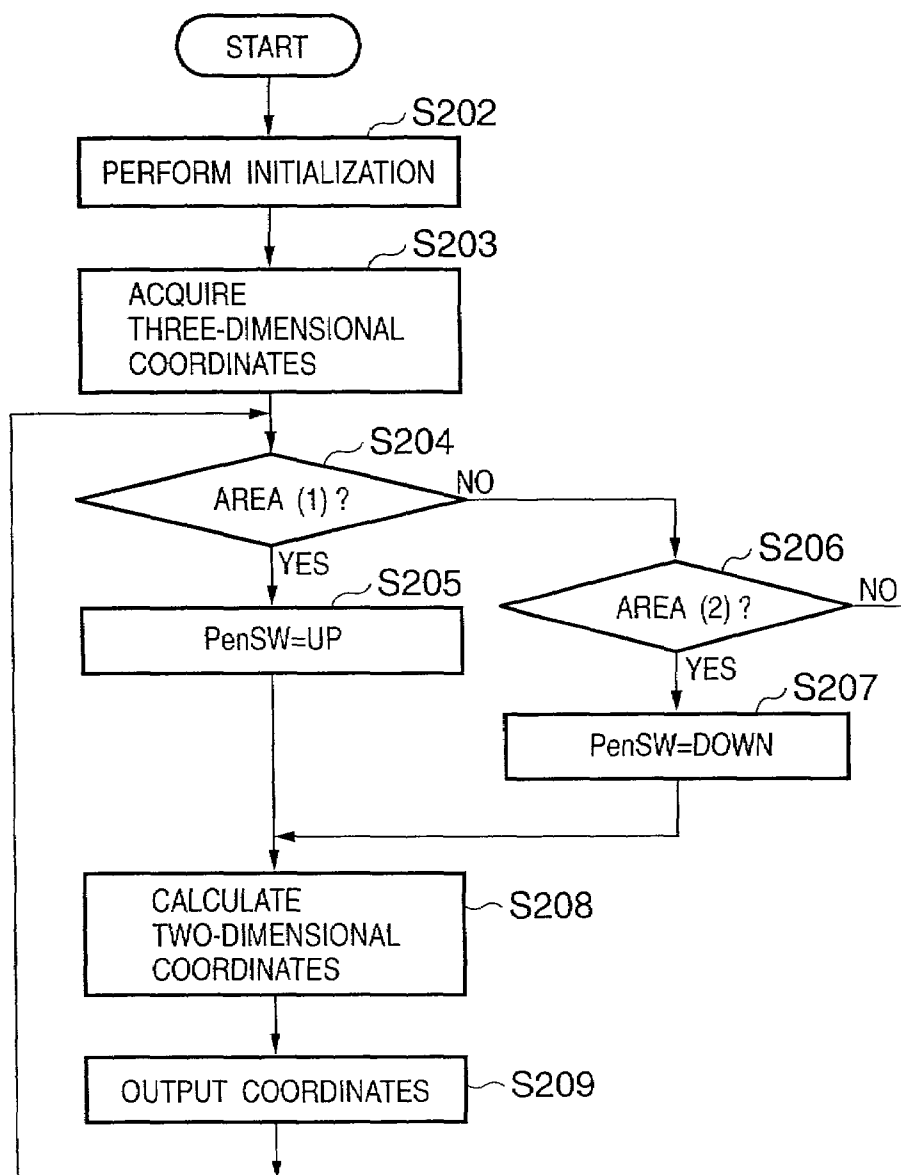 START
S202
PERFORM INITIALIZATION
S203
ACQUIRE
THREE-DIMENSIONAL
COORDINATES
S204
AREA (1) ?
NO
YES
S205
PenSW=UP
S206
AREA (2) ?
NO
YES
S207
PenSW=DOWN
CALCULATE
TWO-DIMENSIONAL
COORDINATES
S208
OUTPUT COORDINATES
S209